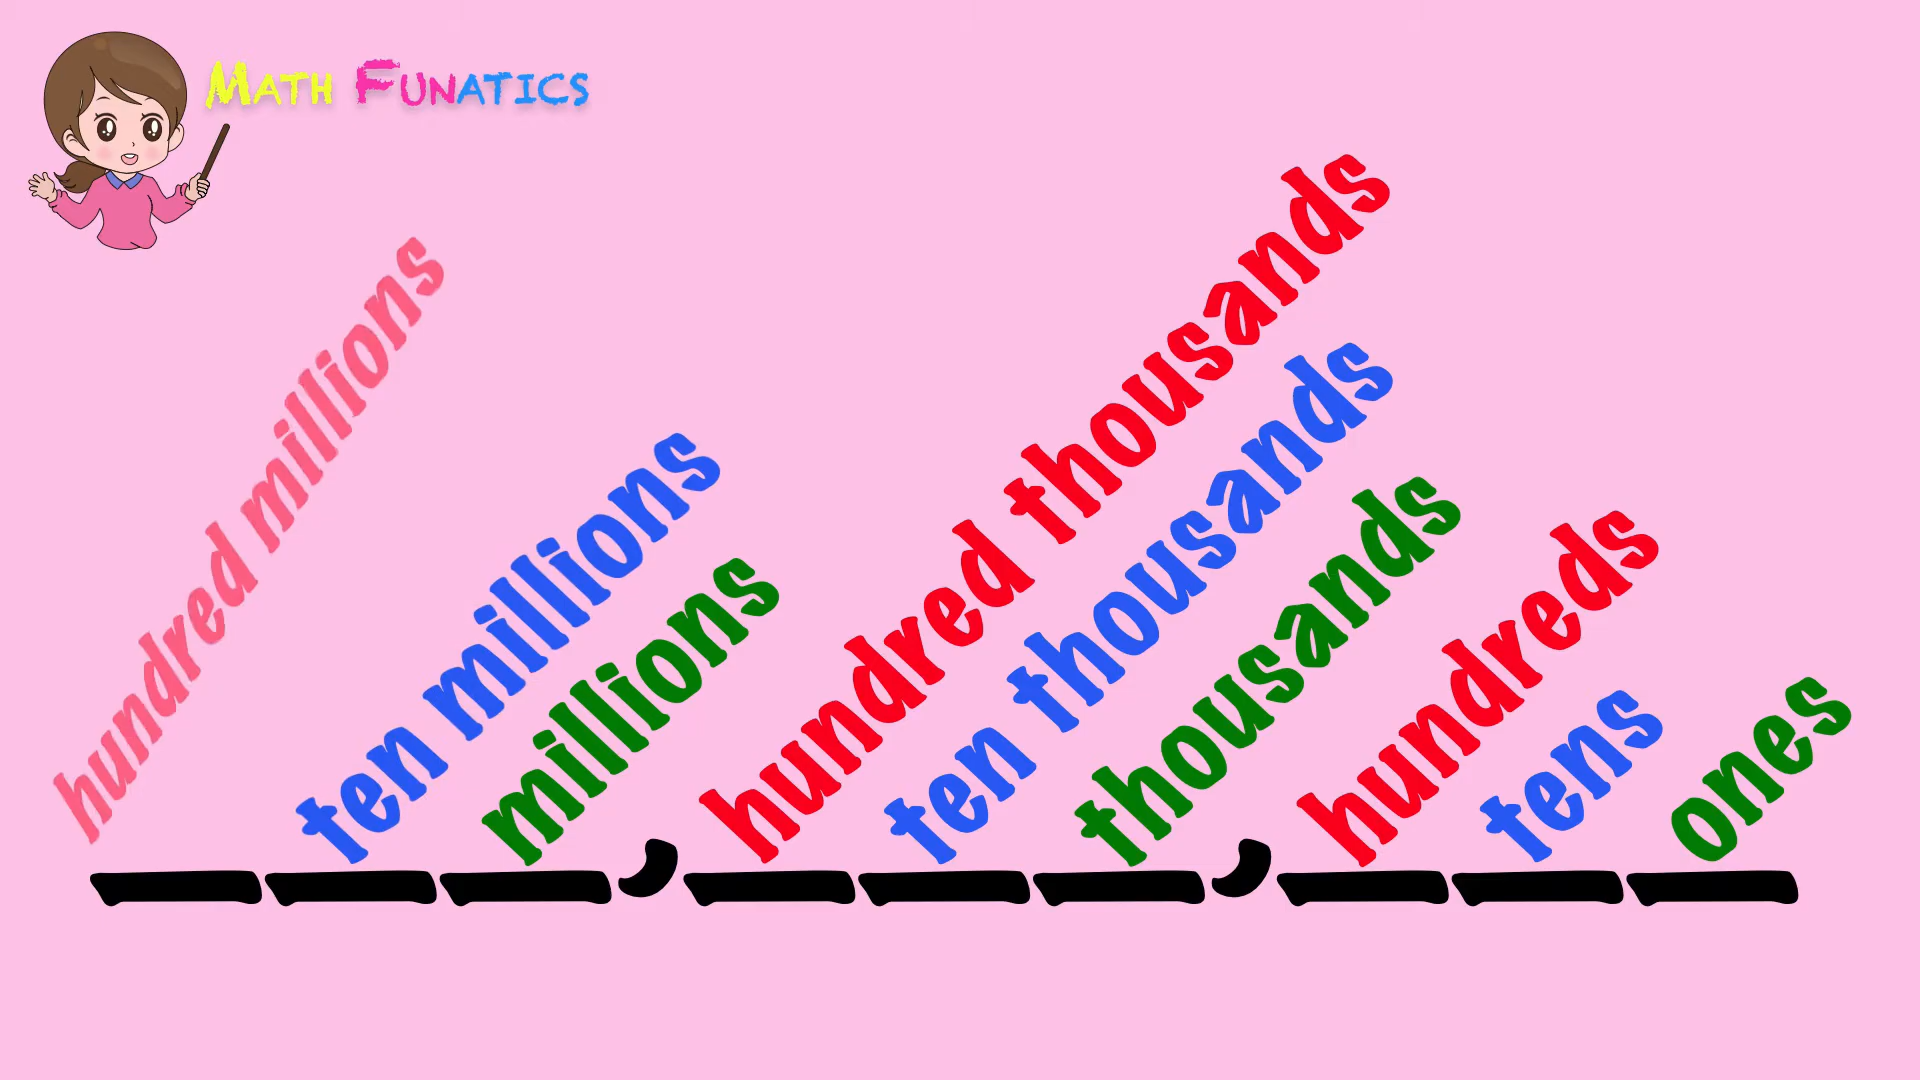 Math Funatics
hundred millions
ten millions
millions
,
hundred thousands
ten thousands
thousands
,
hundreds
tens
ones